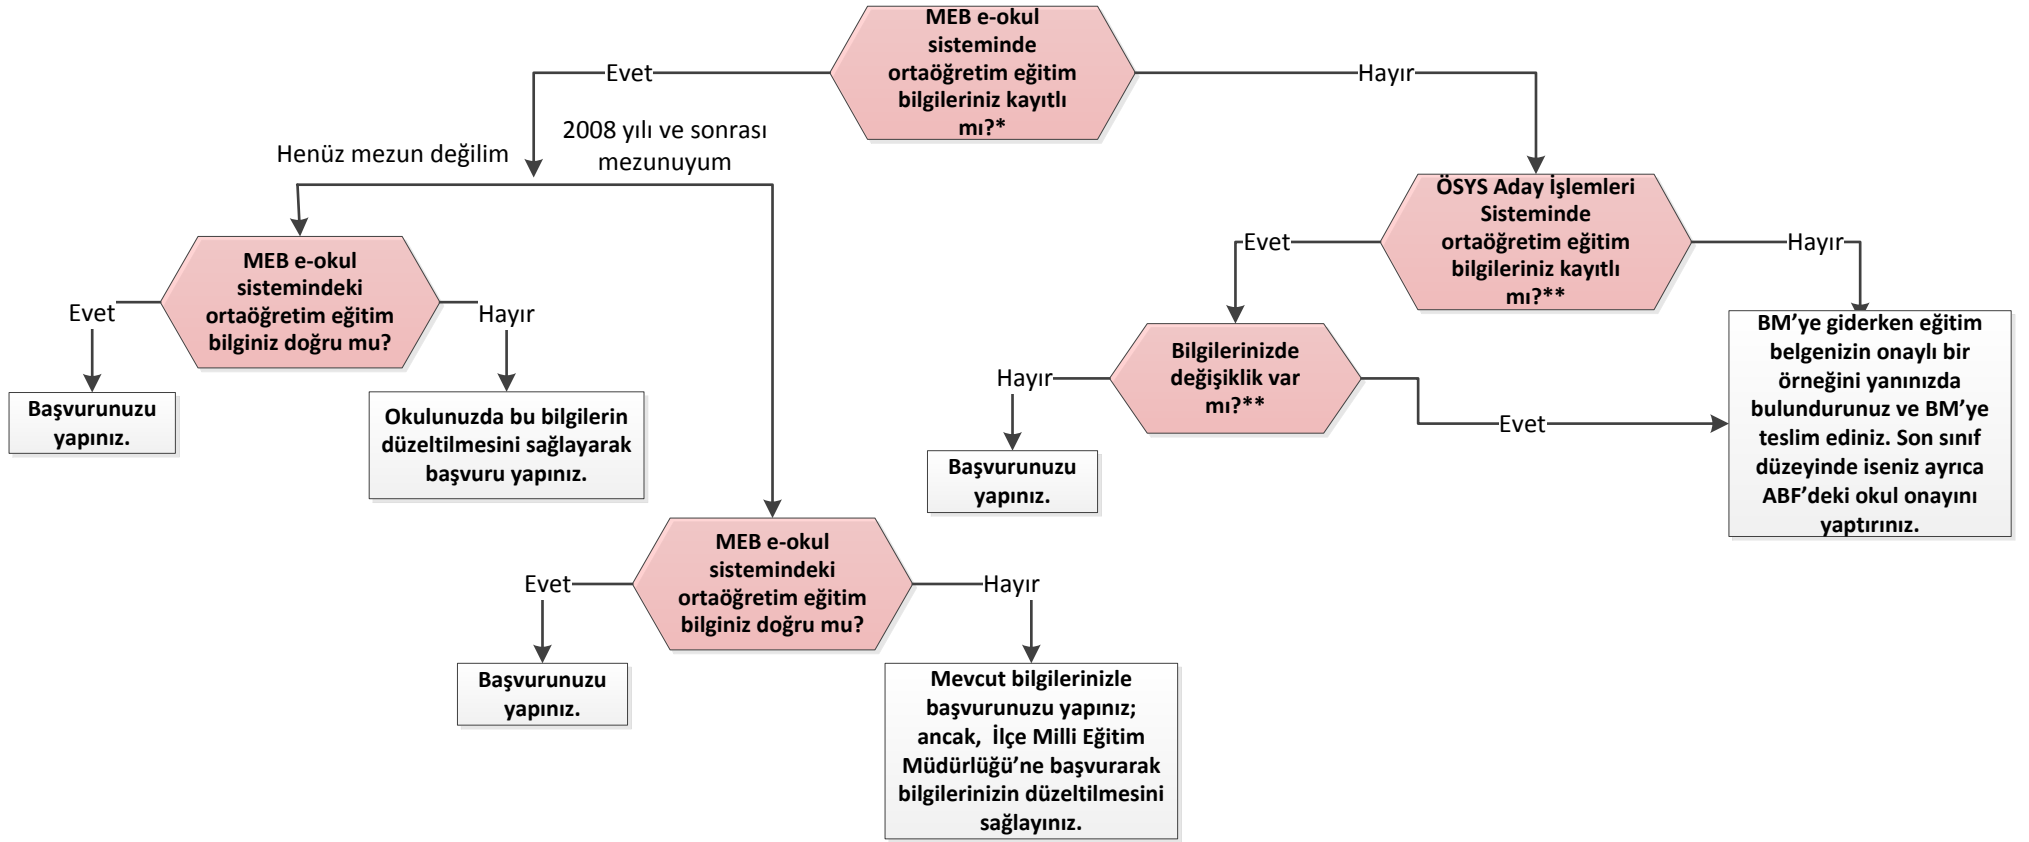 MEB e-okul
sisteminde
ortaöğretim eğitim
bilgileriniz kayıtlı
mı?*
Evet
Hayır
Henüz mezun değilim
2008 yılı ve sonrası
mezunuyum
MEB e-okul
sistemindeki
ortaöğretim eğitim
bilginiz doğru mu?
Evet
Hayır
Başvurunuzu
yapınız.
Okulunuzda bu bilgilerin
düzeltilmesini sağlayarak
başvuru yapınız.
MEB e-okul
sistemindeki
ortaöğretim eğitim
bilginiz doğru mu?
Evet
Hayır
Başvurunuzu
yapınız.
Mevcut bilgilerinizle
başvurunuzu yapınız;
ancak, İlçe Milli Eğitim
Müdürlüğü’ne başvurarak
bilgilerinizin düzeltilmesini
sağlayınız.
ÖSYS Aday İşlemleri
Sisteminde
ortaöğretim eğitim
bilgileriniz kayıtlı
mı?**
Evet
Hayır
Bilgilerinizde
değişiklik var
mı?**
Hayır
Evet
Başvurunuzu
yapınız.
BM’ye giderken eğitim
belgenizin onaylı bir
örneğini yanınızda
bulundurunuz ve BM’ye
teslim ediniz. Son sınıf
düzeyinde iseniz ayrıca
ABF’deki okul onayını
yaptırınız.